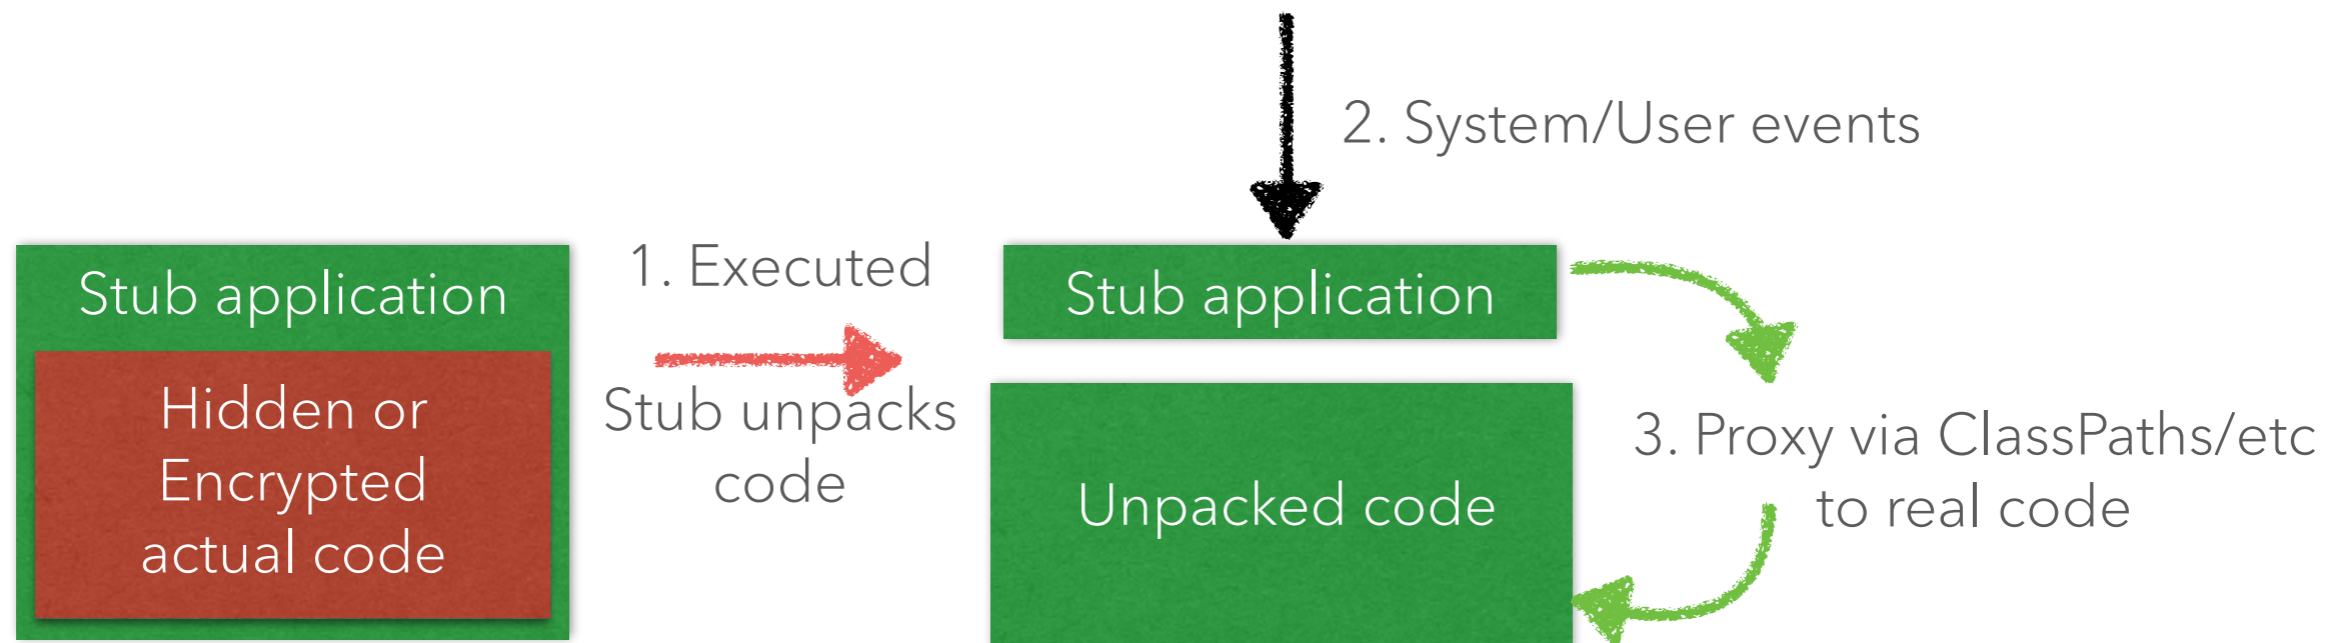 2. System/User events
Stub application
Hidden or
Encrypted
actual code
1. Executed
Stub unpacks
code
Stub application
Unpacked code
3. Proxy via ClassPaths/etc
to real code